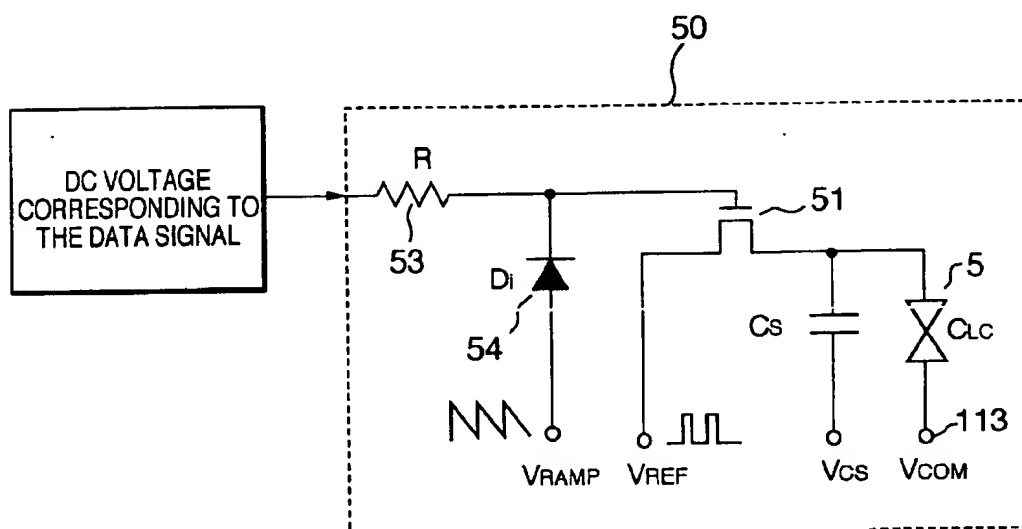 50
DC VOLTAGE
CORRESPONDING TO
THE DATA SIGNAL
R
53
51
Di
54
5
CS
CLC
113
VRAMP
VREF
VCS
VCOM